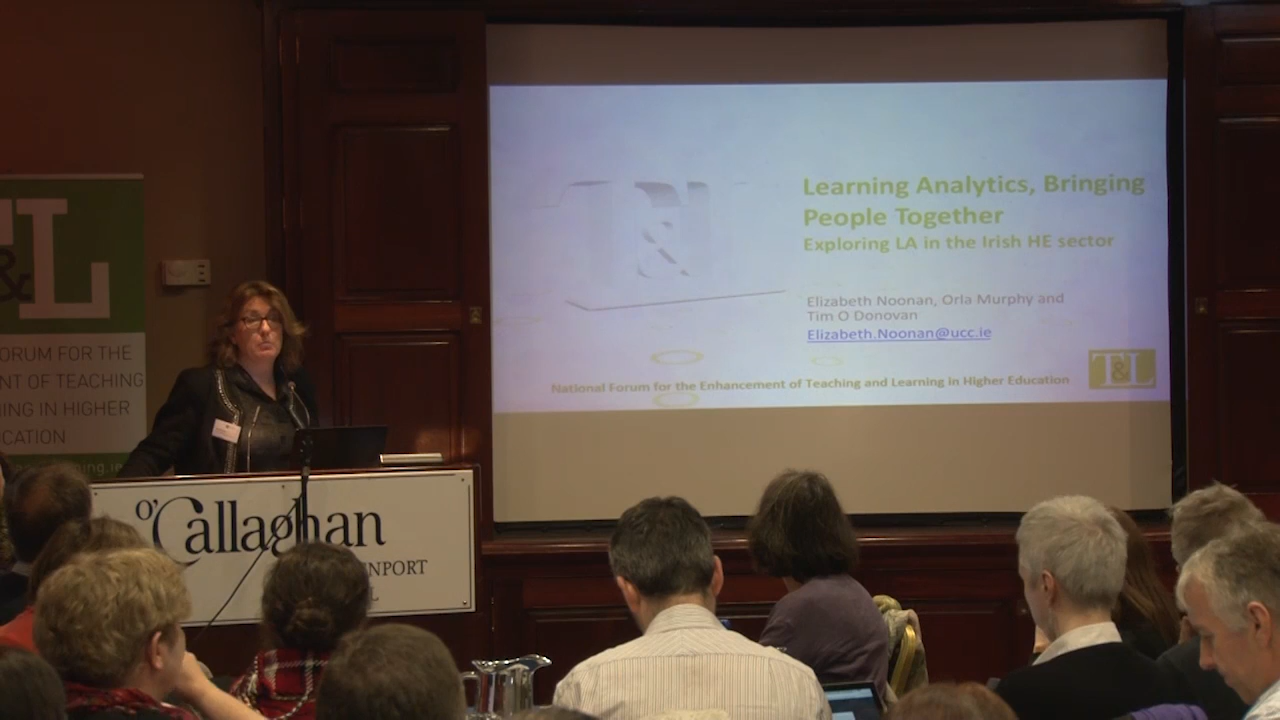 T&L
ORUM FOR THE
NT OF TEACHING
ING IN HIGHER
CATION
O'Callaghan
NPORT
T&L
Learning Analytics, Bringing
People Together
Exploring LA in the Irish HE sector
Elizabeth Noonan, Orla Murphy and
Tim O Donovan
Elizabeth.Noonan@ucc.ie
National Forum for the Enhancement of Teaching and Learning in Higher Education
T&L